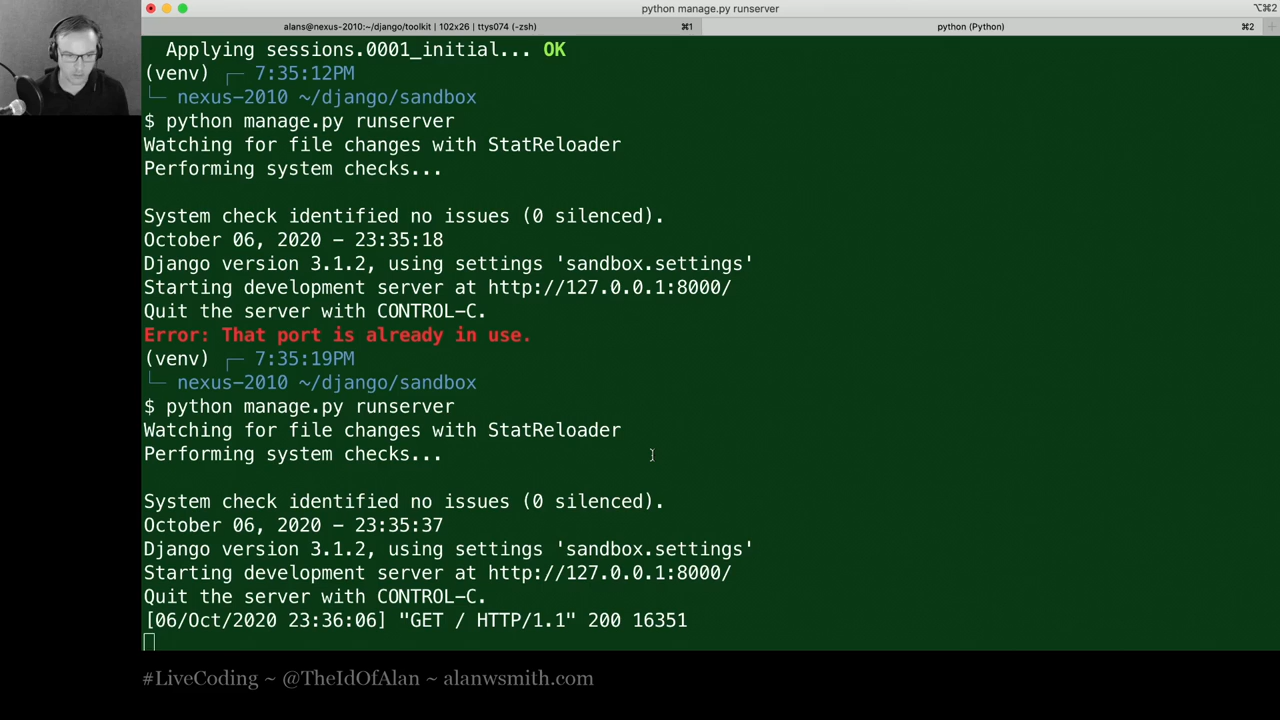 python manage.py runserver
⌥⌘2
alans@nexus-2010:~/django/toolkit | 102x26 | ttys074 (-zsh) ⌘1 python (Python) ⌘2
Applying sessions.0001_initial... OK
(venv) ┌─ 7:35:12PM
└─ nexus-2010 ~/django/sandbox
$ python manage.py runserver
Watching for file changes with StatReloader
Performing system checks...
System check identified no issues (0 silenced).
October 06, 2020 - 23:35:18
Django version 3.1.2, using settings 'sandbox.settings'
Starting development server at http://127.0.0.1:8000/
Quit the server with CONTROL-C.
Error: That port is already in use.
(venv) ┌─ 7:35:19PM
└─ nexus-2010 ~/django/sandbox
$ python manage.py runserver
Watching for file changes with StatReloader
Performing system checks...
System check identified no issues (0 silenced).
October 06, 2020 - 23:35:37
Django version 3.1.2, using settings 'sandbox.settings'
Starting development server at http://127.0.0.1:8000/
Quit the server with CONTROL-C.
[06/Oct/2020 23:36:06] "GET / HTTP/1.1" 200 16351
#LiveCoding ~ @TheIdOfAlan ~ alanwsmith.com